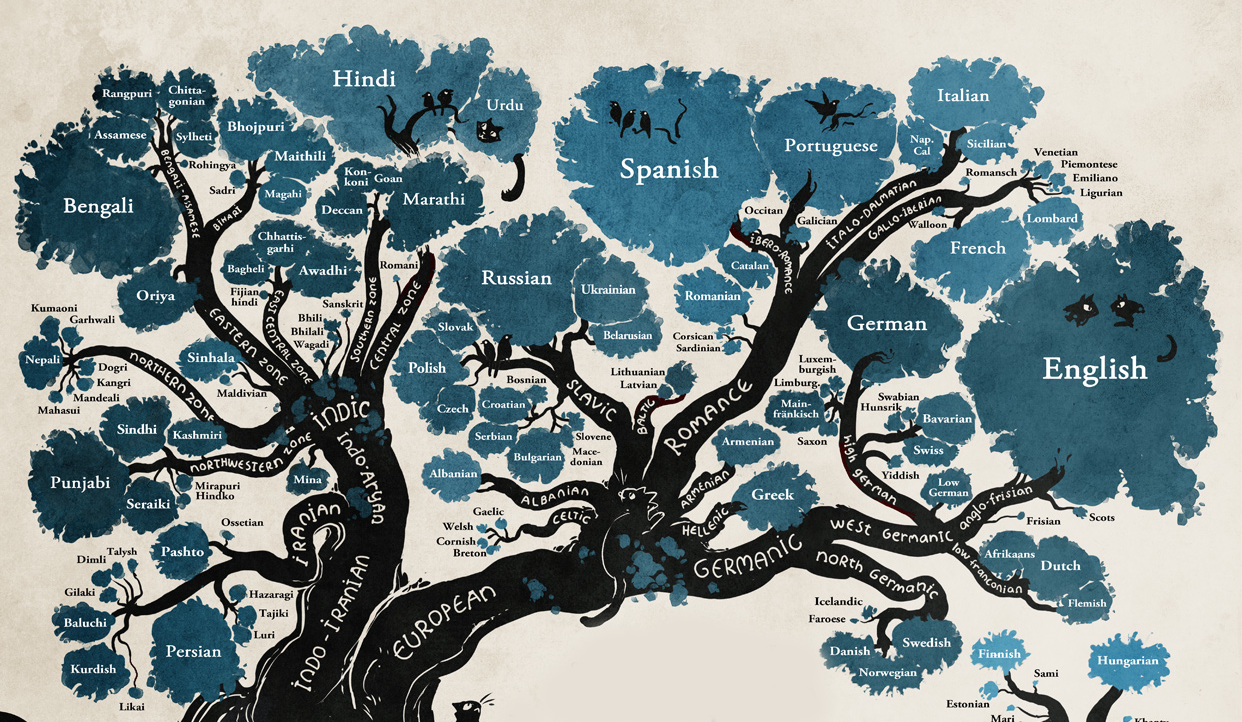 Rangpuri
Chitta-
gonian
Assamese
Sylheti
Bhojpuri
Rohingya
Maithili
Sadri
Magahi
Bengali
BENGALI-ASSAMESE
BIHARI
Hindi
Urdu
Kon-
koni
Goan
Deccan
Marathi
Chhattis-
garhi
Bagheli
Awadhi
Fijian
hindi
Oriya
Romani
Sanskrit
Bhili
Bhilali
Wagadi
EASTERN ZONE
EAST CENTRAL ZONE
SOUTHERN ZONE
CENTRAL ZONE
Kumaoni
Garhwali
Nepali
Dogri
Kangri
Mandeali
Mahasui
NORTHERN ZONE
Sinhala
Maldivian
INDIC
Sindhi
Kashmiri
NORTHWESTERN ZONE
Punjabi
Mirapuri
Hindko
Seraiki
Mina
Indo-Aryan
Ossetian
IRANIAN
Pashto
Talysh
Dimli
Gilaki
Hazaragi
Tajiki
Luri
Baluchi
Kurdish
Persian
Likai
INDO-IRANIAN
EUROPEAN
Russian
Ukrainian
Belarusian
Slovak
Polish
Czech
Bosnian
Croatian
Serbian
Bulgarian
Slovene
Mace-
donian
SLAVIC
Lithuanian
Latvian
BALTIC
Albanian
ALBANIAN
Gaelic
Welsh
Cornish
Breton
CELTIC
Spanish
Portuguese
Occitan
Galician
Catalan
IBERO-ROMANCE
Italian
Nap.
Cal
Sicilian
ITALO-DALMATIAN
GALLO-IBERIAN
Romansch
Venetian
Piemontese
Emiliano
Ligurian
Lombard
Walloon
French
Romanian
Corsican
Sardinian
ROMANCE
Armenian
ARMENIAN
Greek
HELLENIC
GERMANIC
German
Luxem-
burgish
Limburg.
Main-
fränkisch
Saxon
Swabian
Hunsrik
Bavarian
Swiss
Yiddish
Low
German
high german
English
WEST GERMANIC
anglo-frisian
Frisian
Scots
low franconian
Afrikaans
Dutch
Flemish
north Germanic
Icelandic
Faroese
Danish
Swedish
Norwegian
Finnish
Sami
Estonian
Mari
Hungarian
Khanty